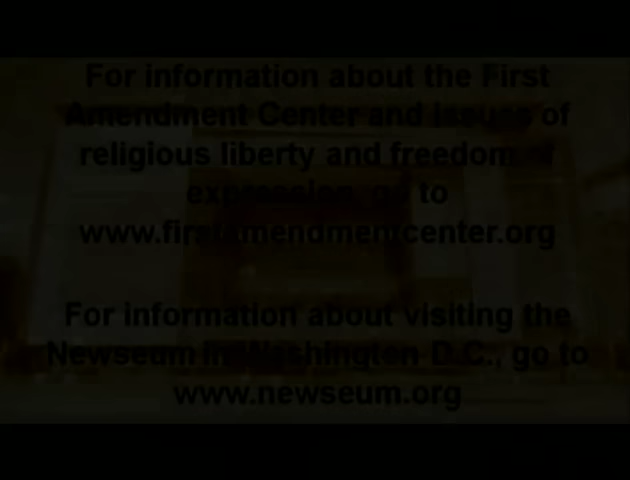 For information about the First
Amendment Center and issues of
religious liberty and freedom of
expression, go to
www.firstamendmentcenter.org
For information about visiting the
Newseum in Washington D.C., go to
www.newseum.org